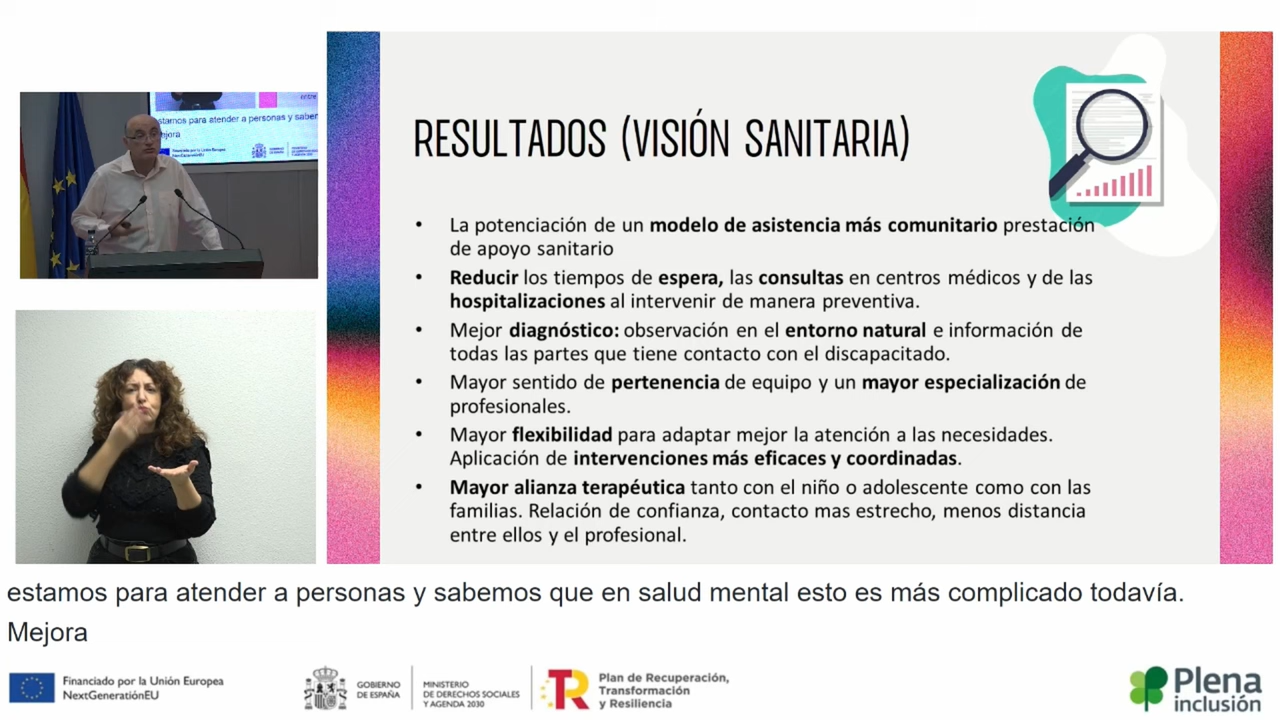 RESULTADOS (VISIÓN SANITARIA)
• La potenciación de un modelo de asistencia más comunitario prestación
de apoyo sanitario
• Reducir los tiempos de espera, las consultas en centros médicos y de las
hospitalizaciones al intervenir de manera preventiva.
• Mejor diagnóstico: observación en el entorno natural e información de
todas las partes que tiene contacto con el discapacitado.
• Mayor sentido de pertenencia de equipo y un mayor especialización de
profesionales.
• Mayor flexibilidad para adaptar mejor la atención a las necesidades.
Aplicación de intervenciones más eficaces y coordinadas.
• Mayor alianza terapéutica tanto con el niño o adolescente como con las
familias. Relación de confianza, contacto mas estrecho, menos distancia
entre ellos y el profesional.
estamos para atender a personas y saben
Mejora
estamos para atender a personas y sabemos que en salud mental esto es más complicado todavía.
Mejora
Financiado por la Unión Europea
NextGenerationEU
GOBIERNO
DE ESPAÑA
MINISTERIO
DE DERECHOS SOCIALES
Y AGENDA 2030
Plan de Recuperación,
Transformación
y Resiliencia
Plena
inclusión